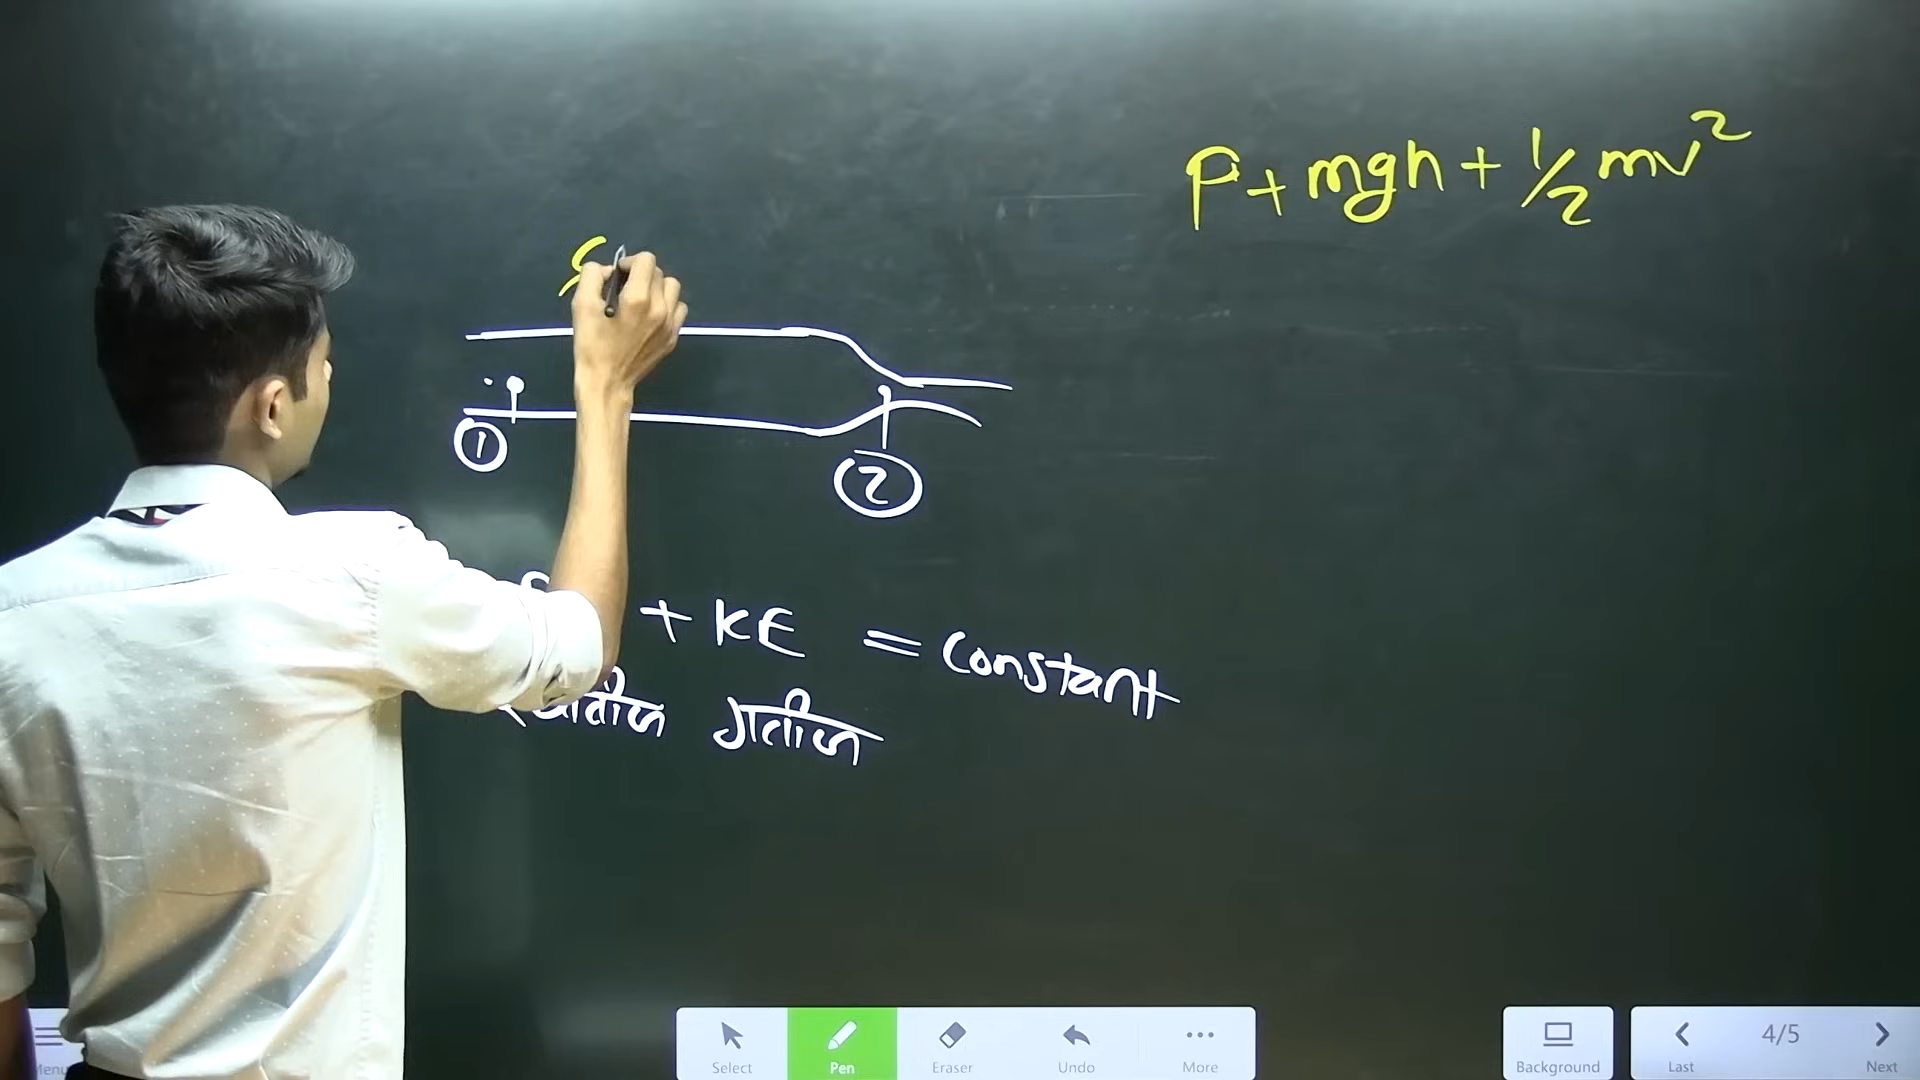 P + mgh + 1/2 mv²
①
②
+ KE = Constant
गतीज
Select
Pen
Eraser
Undo
More
Background
Last
4/5
Next